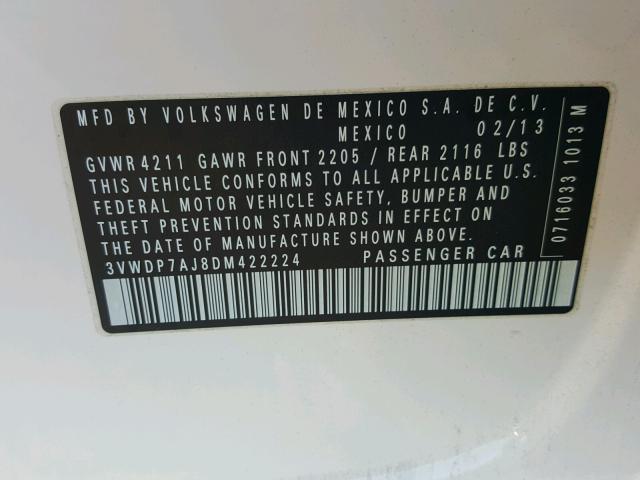 MFD BY VOLKSWAGEN DE MEXICO S.A. DE C.V.
MEXICO 02/13
GVWR 4211 GAWR FRONT 2205 / REAR 2116 LBS
THIS VEHICLE CONFORMS TO ALL APPLICABLE U.S.
FEDERAL MOTOR VEHICLE SAFETY, BUMPER AND
THEFT PREVENTION STANDARDS IN EFFECT ON
THE DATE OF MANUFACTURE SHOWN ABOVE.
3VWDP7AJ8DM422224 PASSENGER CAR
0716033 1013 M